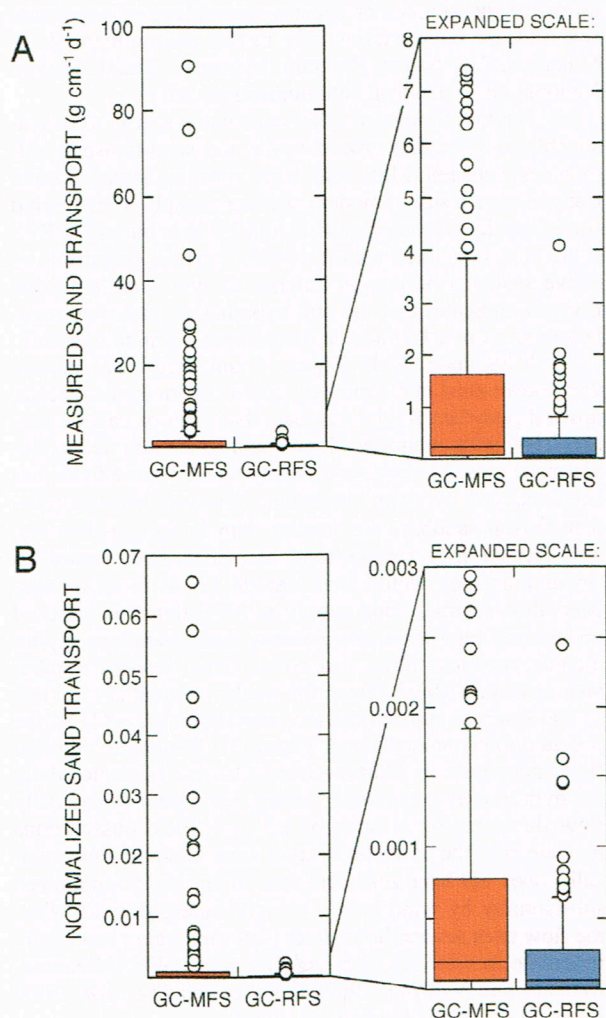 A
MEASURED SAND TRANSPORT (g cm⁻¹ d⁻¹)
100
80
60
40
20
GC-MFS GC-RFS
EXPANDED SCALE:
8
7
6
5
4
3
2
1
GC-MFS GC-RFS
B
NORMALIZED SAND TRANSPORT
0.07
0.06
0.05
0.04
0.03
0.02
0.01
GC-MFS GC-RFS
EXPANDED SCALE:
0.003
0.002
0.001
GC-MFS GC-RFS